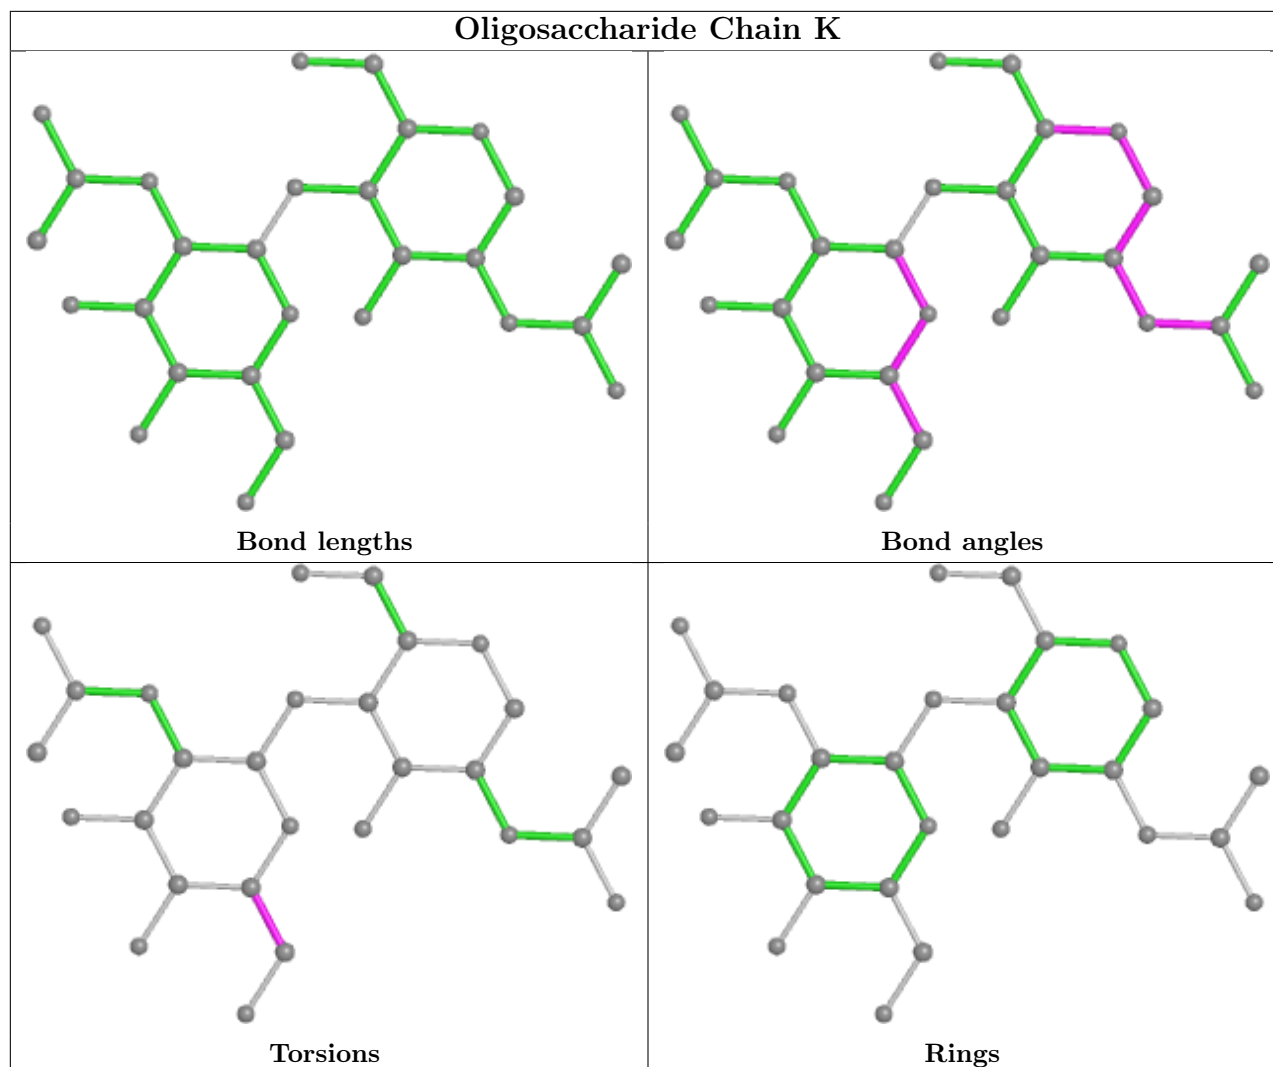 Oligosaccharide Chain K
Bond lengths
Bond angles
Torsions
Rings